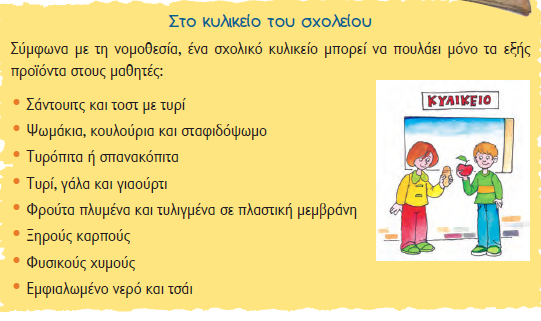 Στο κυλικείο του σχολείου
Σύμφωνα με τη νομοθεσία, ένα σχολικό κυλικείο μπορεί να πουλάει μόνο τα εξής
προϊόντα στους μαθητές:
• Σάντουιτς και τοστ με τυρί
• Ψωμάκια, κουλούρια και σταφιδόψωμο
• Τυρόπιτα ή σπανακόπιτα
• Τυρί, γάλα και γιαούρτι
• Φρούτα πλυμένα και τυλιγμένα σε πλαστική μεμβράνη
• Ξηρούς καρπούς
• Φυσικούς χυμούς
• Εμφιαλωμένο νερό και τσάι
ΚΥΛΙΚΕΙΟ